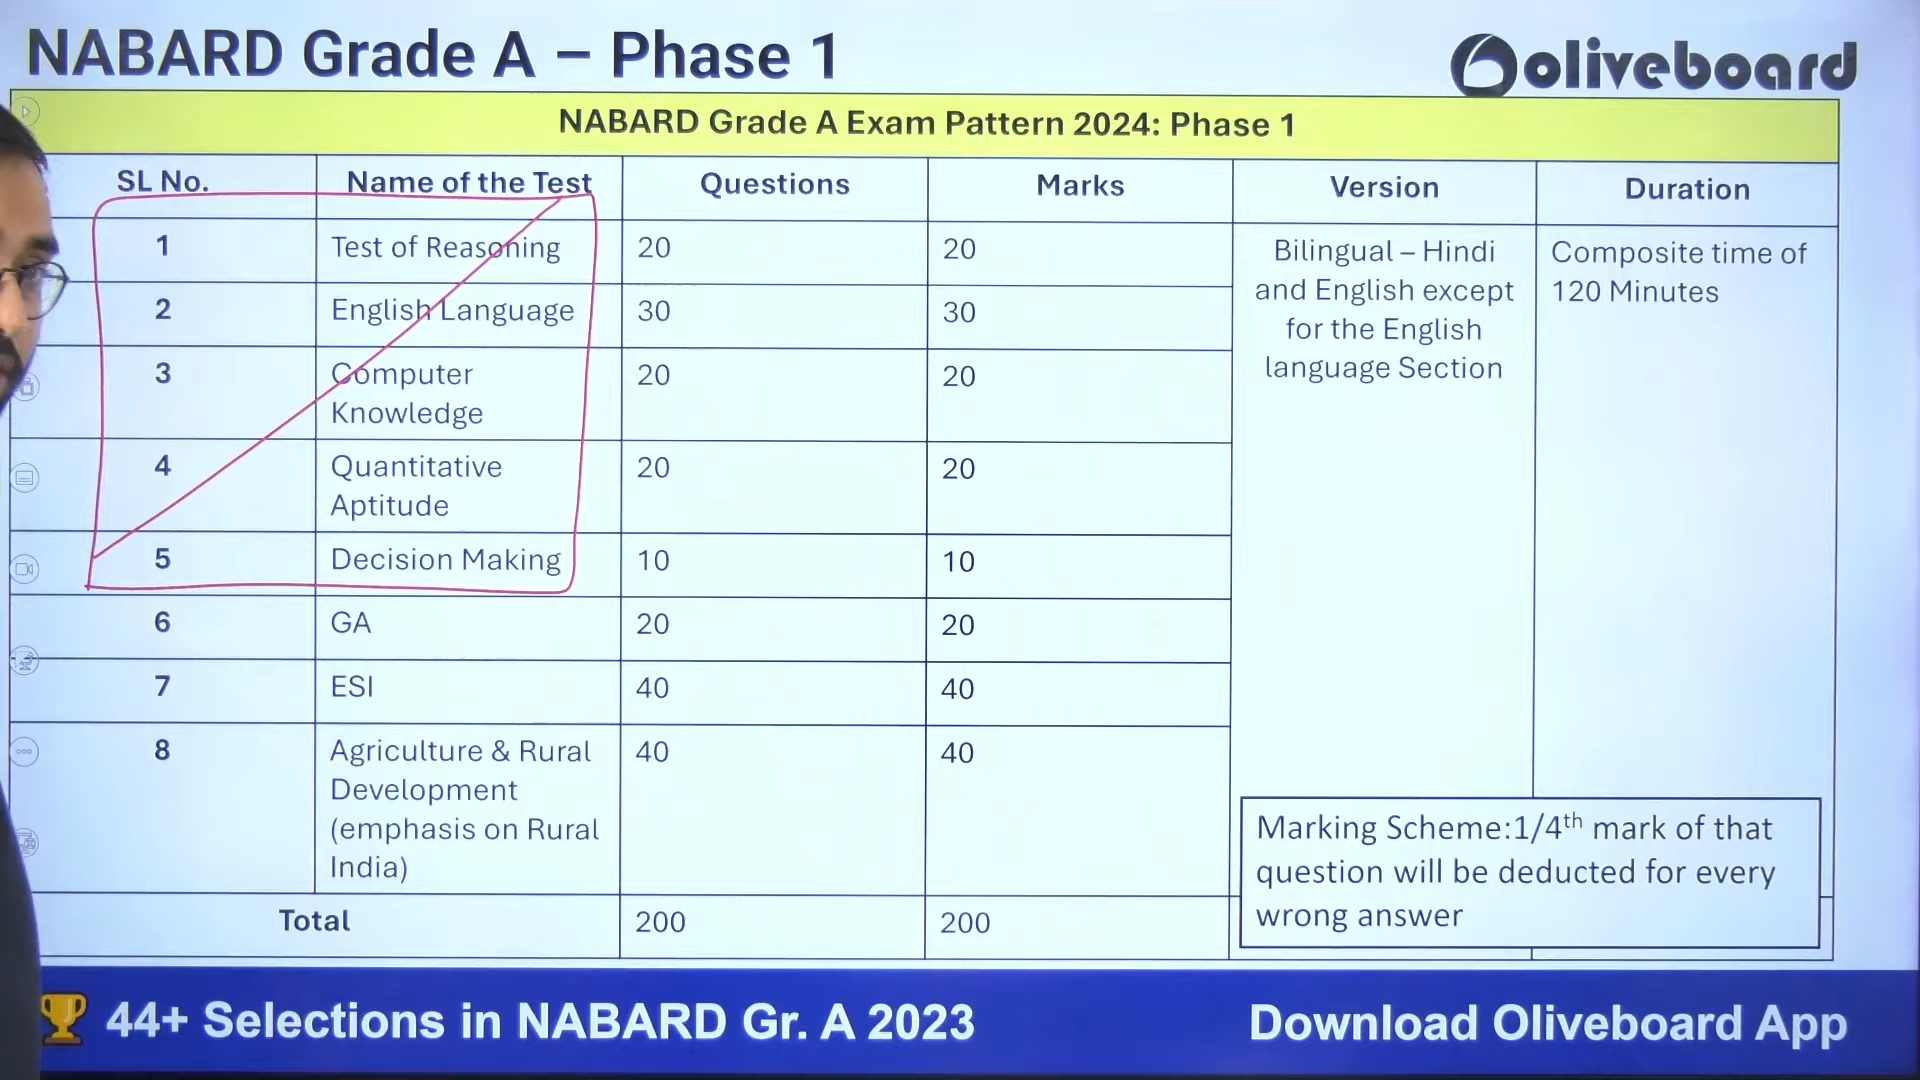 NABARD Grade A – Phase 1
oliveboard
NABARD Grade A Exam Pattern 2024: Phase 1
SL No. Name of the Test Questions Marks Version Duration
1 Test of Reasoning 20 20
2 English Language 30 30
3 Computer
Knowledge 20 20
4 Quantitative
Aptitude 20 20
5 Decision Making 10 10
6 GA 20 20
7 ESI 40 40
8 Agriculture & Rural
Development
(emphasis on Rural
India) 40 40
Total 200 200
Bilingual – Hindi
and English except
for the English
language Section
Composite time of
120 Minutes
Marking Scheme:1/4th mark of that
question will be deducted for every
wrong answer
44+ Selections in NABARD Gr. A 2023
Download Oliveboard App